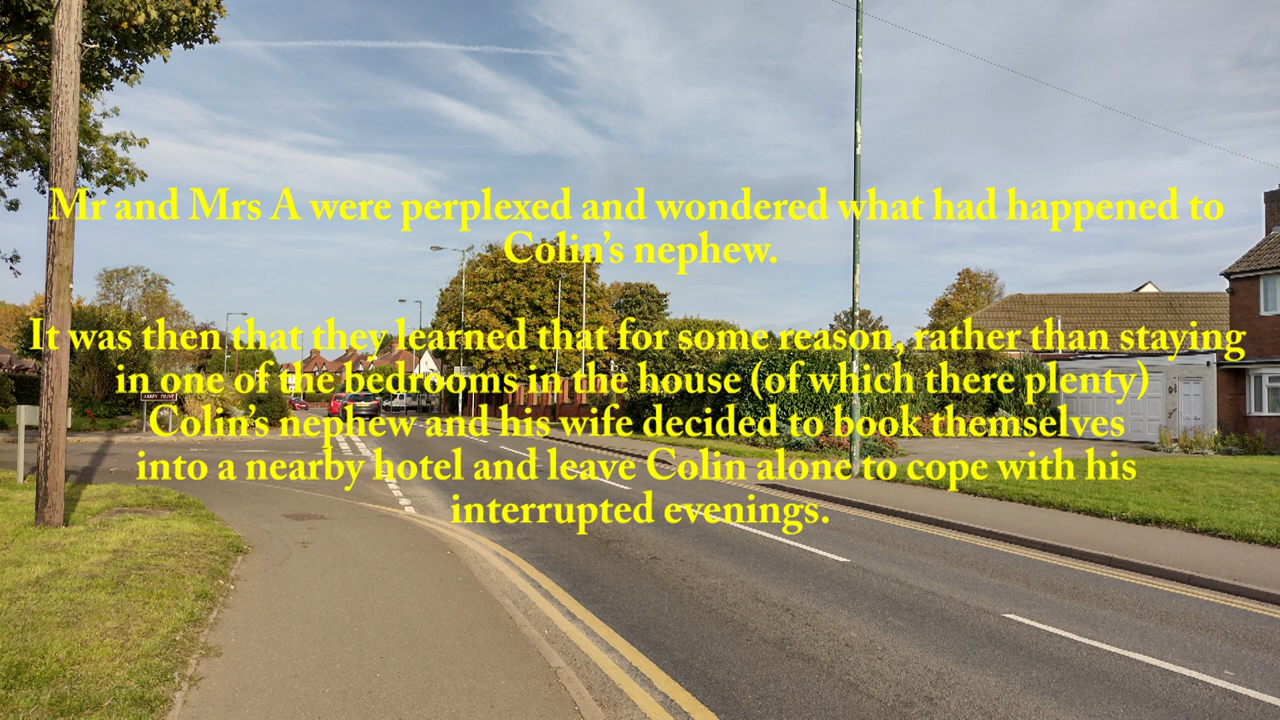 Mr and Mrs A were perplexed and wondered what had happened to
Colin's nephew.
It was then that they learned that for some reason, rather than staying
in one of the bedrooms in the house (of which there plenty)
Colin's nephew and his wife decided to book themselves
into a nearby hotel and leave Colin alone to cope with his
interrupted evenings.
ABBEY DRIVE